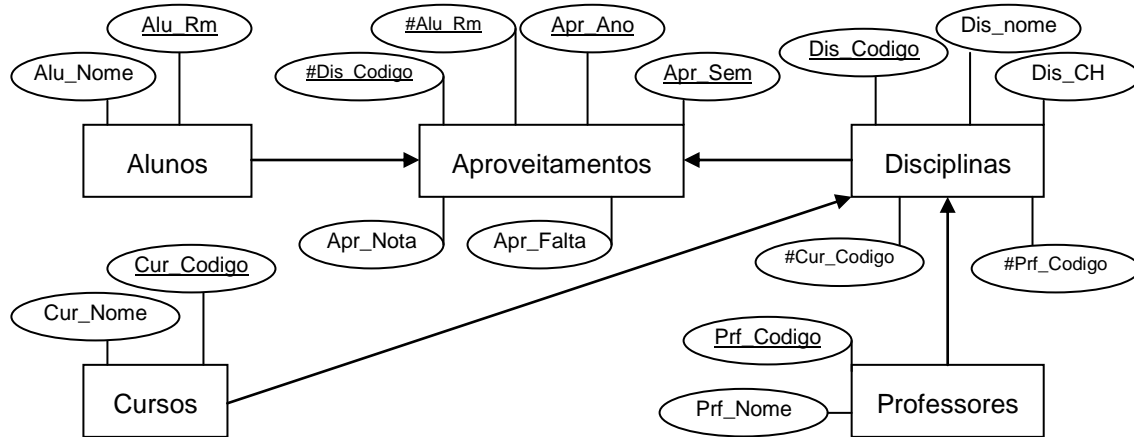 Alu_Rm
Alu_Nome
Alunos
#Alu_Rm
#Dis_Codigo
Apr_Ano
Apr_Sem
Aproveitamentos
Apr_Nota
Apr_Falta
Dis_Codigo
Dis_nome
Dis_CH
Disciplinas
#Cur_Codigo
#Prf_Codigo
Cur_Codigo
Cur_Nome
Cursos
Prf_Codigo
Prf_Nome
Professores